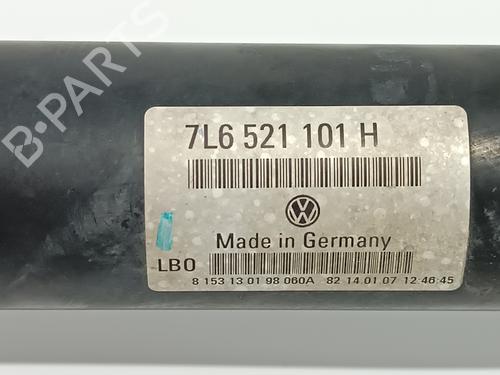 B-PARTS
7L6 521 101 H
VW
Made in Germany
LBO
8 153 13 01 98 060A 82 14 01 07 12:46:45